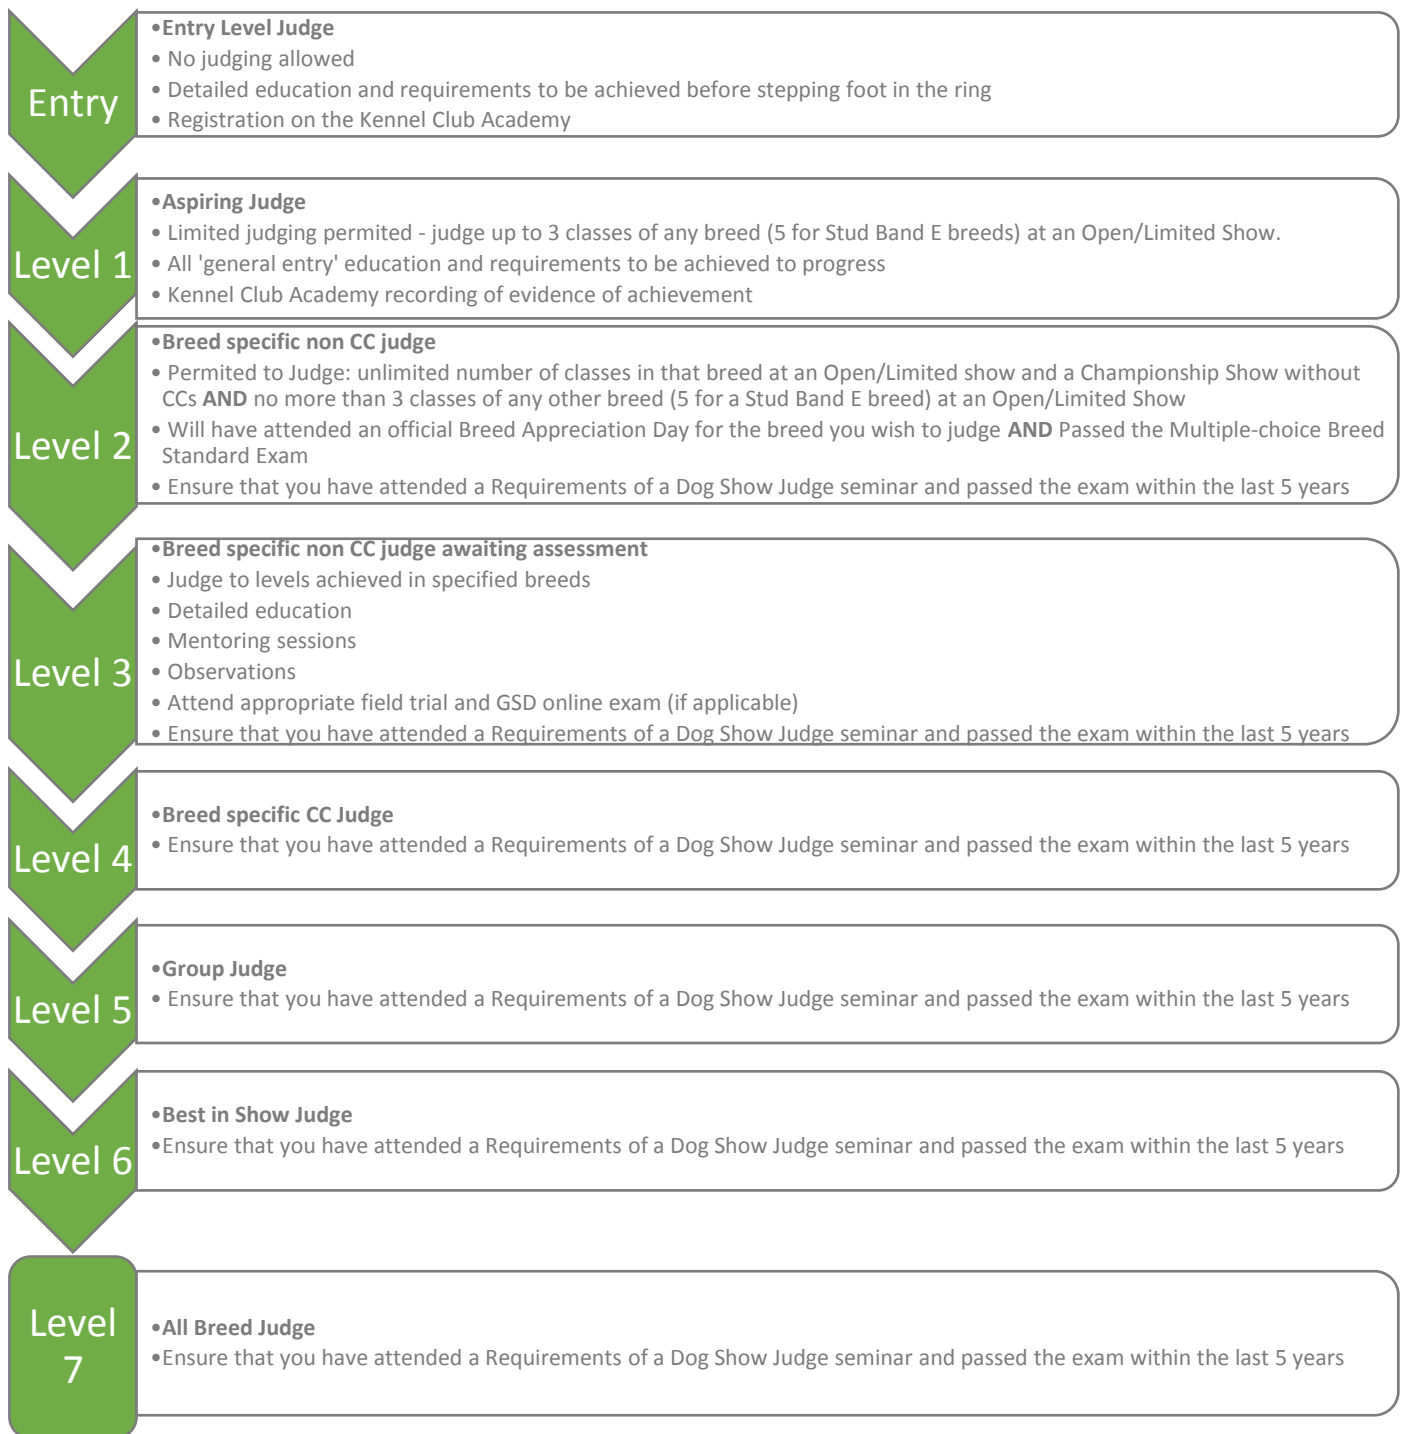 Entry
•Entry Level Judge
• No judging allowed
• Detailed education and requirements to be achieved before stepping foot in the ring
• Registration on the Kennel Club Academy
Level 1
•Aspiring Judge
• Limited judging permited - judge up to 3 classes of any breed (5 for Stud Band E breeds) at an Open/Limited Show.
• All 'general entry' education and requirements to be achieved to progress
• Kennel Club Academy recording of evidence of achievement
Level 2
•Breed specific non CC judge
• Permited to Judge: unlimited number of classes in that breed at an Open/Limited show and a Championship Show without
CCs AND no more than 3 classes of any other breed (5 for a Stud Band E breed) at an Open/Limited Show
• Will have attended an official Breed Appreciation Day for the breed you wish to judge AND Passed the Multiple-choice Breed
Standard Exam
• Ensure that you have attended a Requirements of a Dog Show Judge seminar and passed the exam within the last 5 years
Level 3
•Breed specific non CC judge awaiting assessment
• Judge to levels achieved in specified breeds
• Detailed education
• Mentoring sessions
• Observations
• Attend appropriate field trial and GSD online exam (if applicable)
• Ensure that you have attended a Requirements of a Dog Show Judge seminar and passed the exam within the last 5 years
Level 4
•Breed specific CC Judge
• Ensure that you have attended a Requirements of a Dog Show Judge seminar and passed the exam within the last 5 years
Level 5
•Group Judge
• Ensure that you have attended a Requirements of a Dog Show Judge seminar and passed the exam within the last 5 years
Level 6
•Best in Show Judge
•Ensure that you have attended a Requirements of a Dog Show Judge seminar and passed the exam within the last 5 years
Level
7
•All Breed Judge
•Ensure that you have attended a Requirements of a Dog Show Judge seminar and passed the exam within the last 5 years